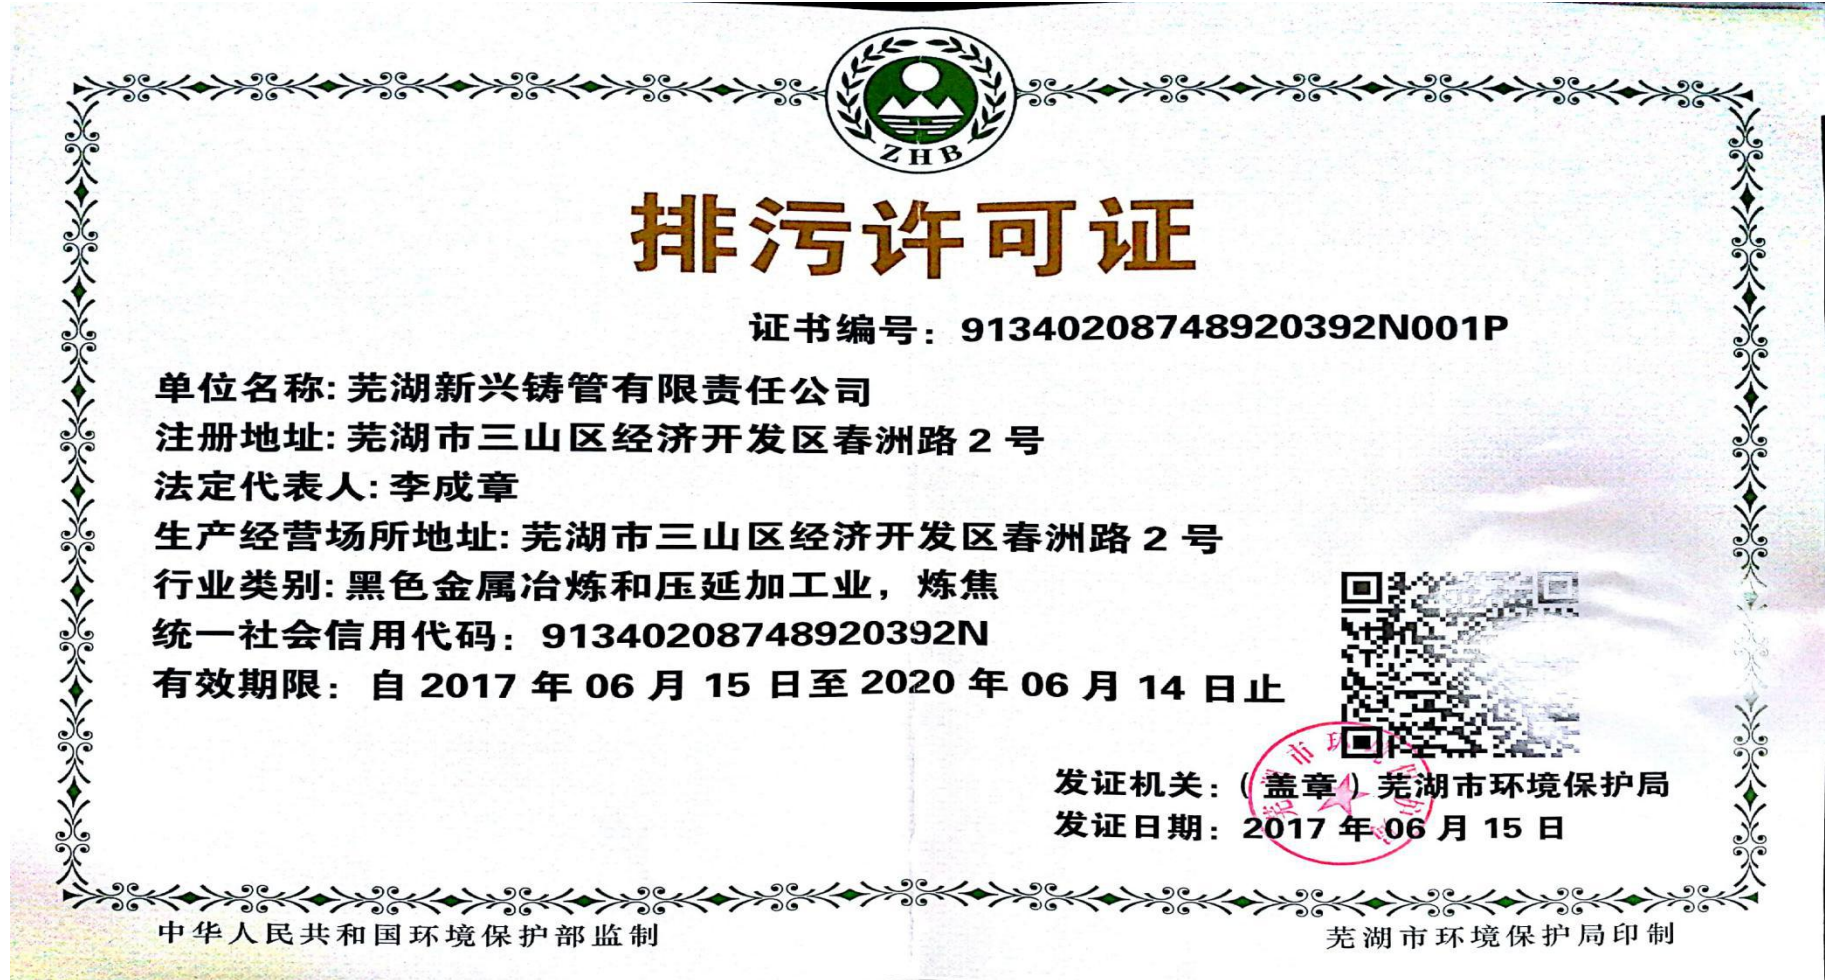 ZHB
排污许可证
证书编号：91340208748920392N001P
单位名称:芜湖新兴铸管有限责任公司
注册地址:芜湖市三山区经济开发区春洲路2号
法定代表人:李成章
生产经营场所地址:芜湖市三山区经济开发区春洲路2号
行业类别:黑色金属冶炼和压延加工业，炼焦
统一社会信用代码：91340208748920392N
有效期限：自2017年06月15日至2020年06月14日止
发证机关：（盖章）芜湖市环境保护局
发证日期：2017年06月15日
芜湖市环境保护局
中华人民共和国环境保护部监制
芜湖市环境保护局印制